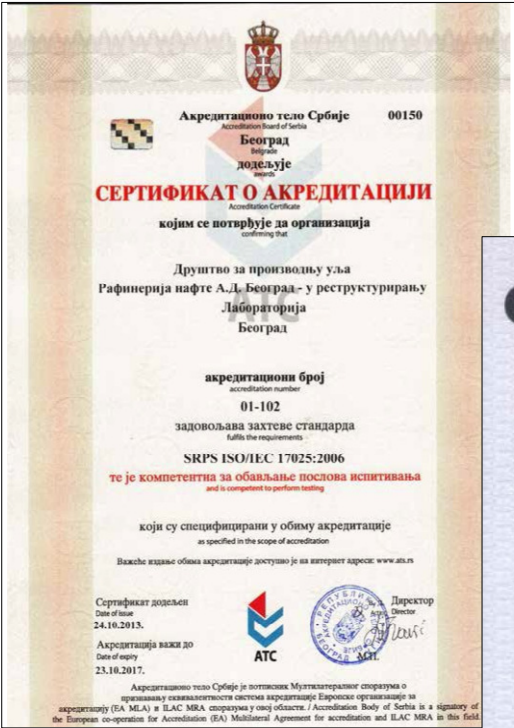 Акредитационо тело Србије 00150
Accreditation Board of Serbia
Београд
Belgrade
додељује
awards
СЕРТИФИКАТ О АКРЕДИТАЦИЈИ
Accreditation Certificate
којим се потврђује да организација
confirming that
Друштво за производњу уља
Рафинерија нафте А.Д. Београд - у реструктурирању
Лабораторија
Београд
АТС
акредитациони број
accreditation number
01-102
задовољава захтеве стандарда
fulfils the requirements
SRPS ISO/IEC 17025:2006
те је компетентна за обављање послова испитивања
and is competent to perform testing
који су специфицирани у обиму акредитације
as specified in the scope of accreditation
Важеће издање обима акредитације доступно је на интернет адреси: www.ats.rs
Сертификат додељен
Date of issue
24.10.2013.
Акредитација важи до
Date of expiry
23.10.2017.
АТС
Директор
Director
Акредитационо тело Србије је потписник Мултилатералног споразума о
признавању еквивалентности система акредитације Европске организације за
акредитацију (EA MLA) и ILAC MRA споразума у овој области. / Accreditation Body of Serbia is a signatory of
the European co-operation for Accreditation (EA) Multilateral Agreement for accreditation and ILAC MRA in this field.